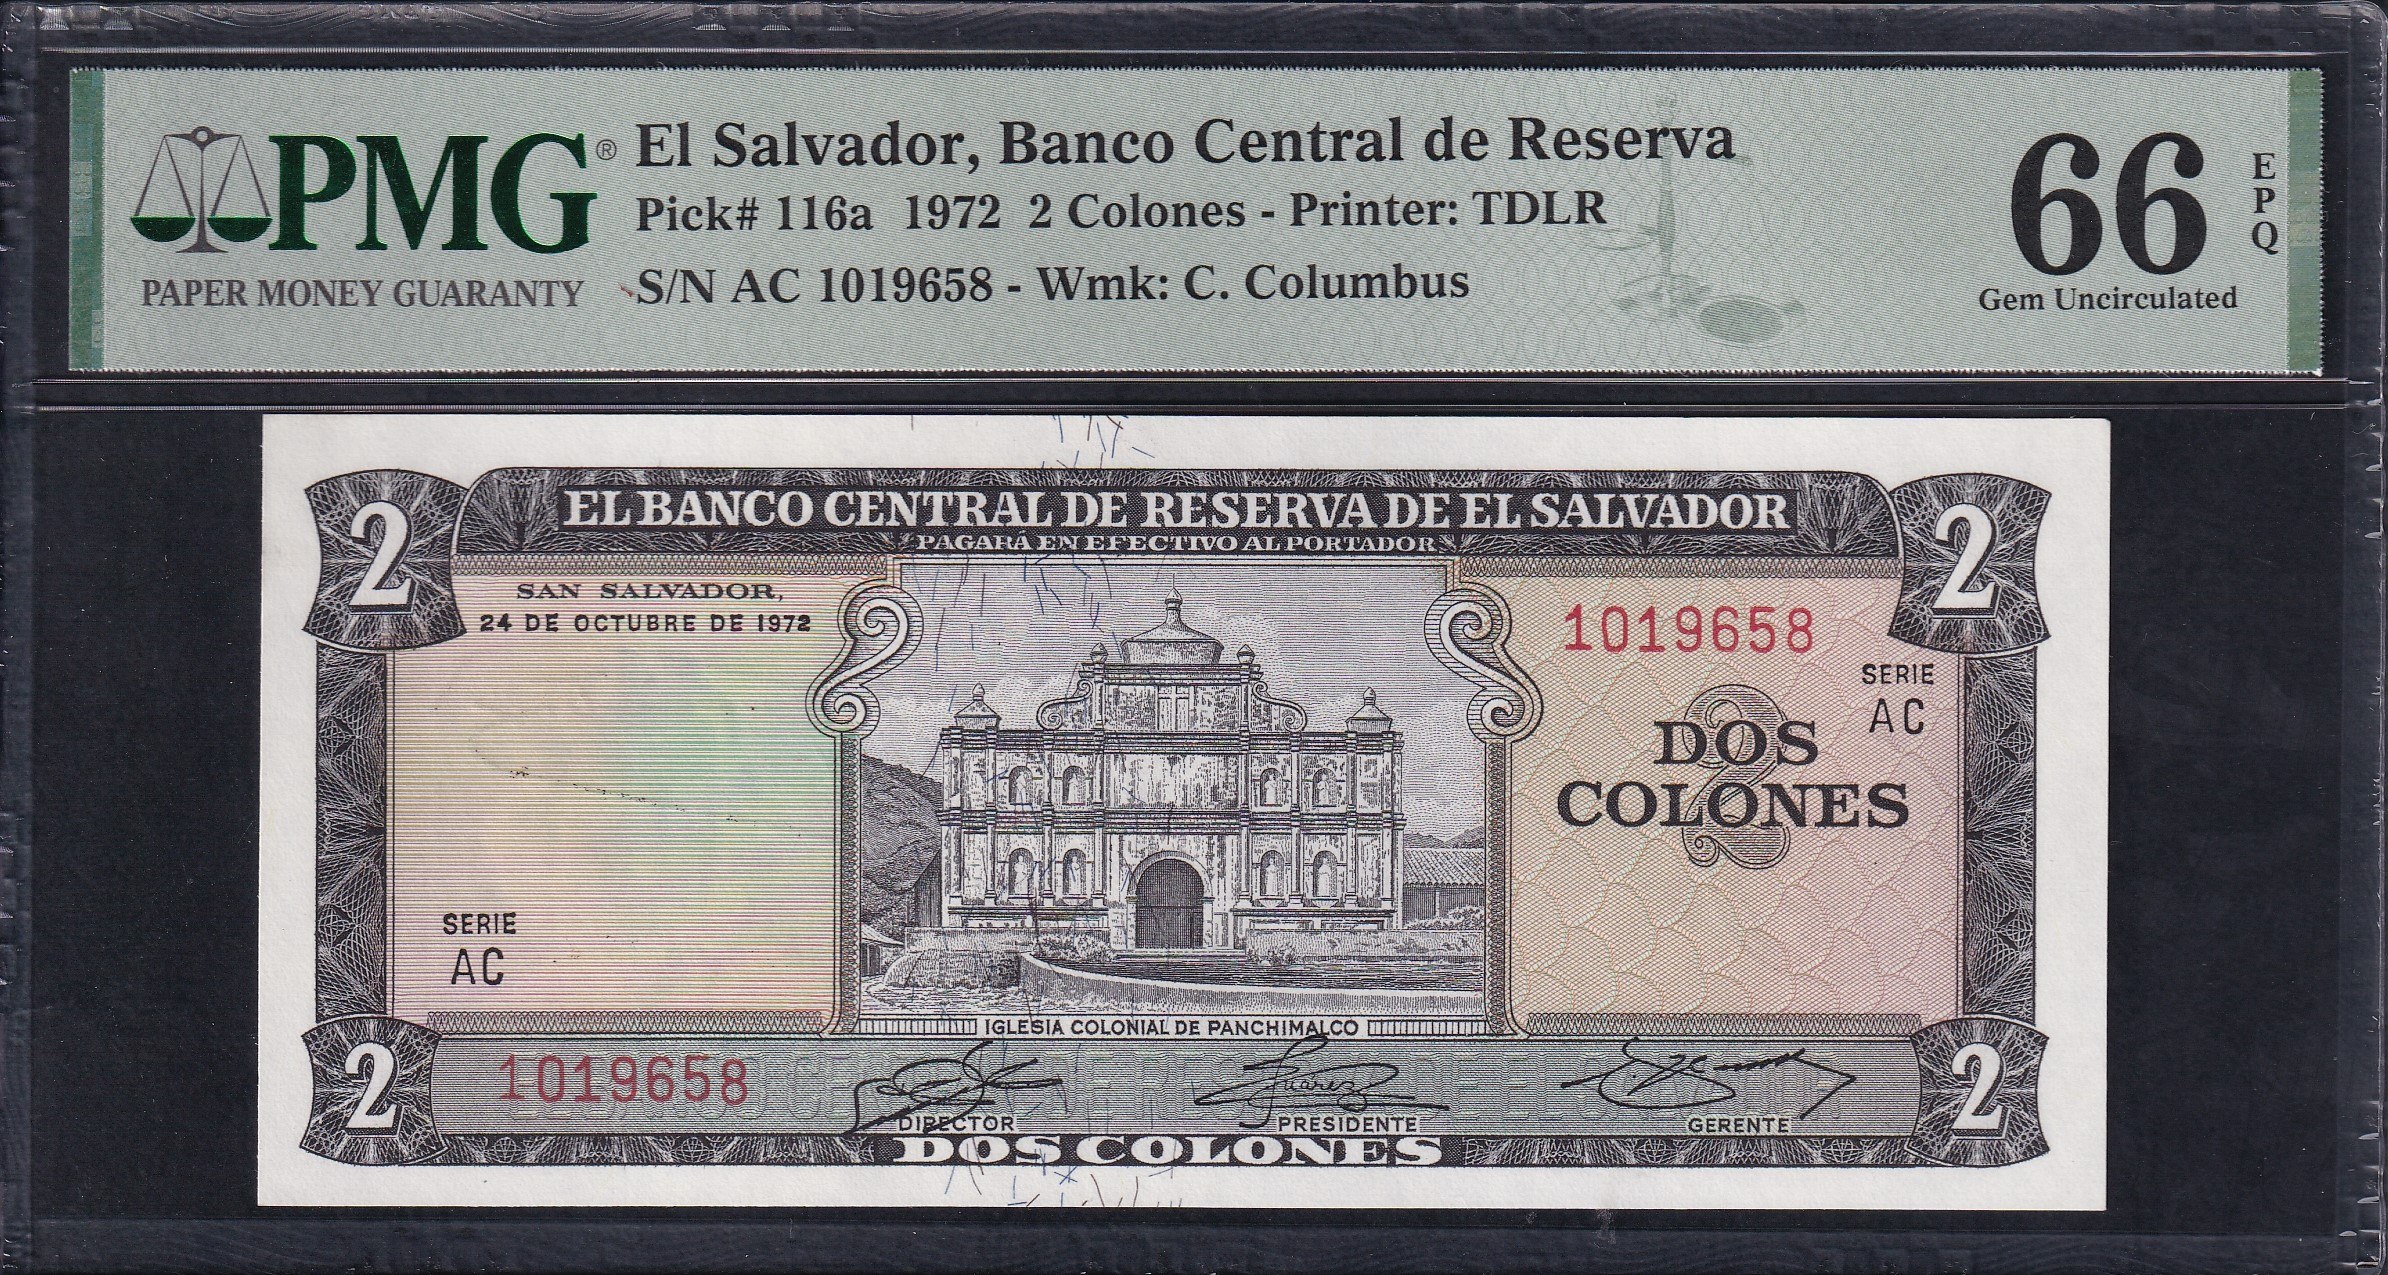 PMG®
PAPER MONEY GUARANTY
El Salvador, Banco Central de Reserva
Pick# 116a 1972 2 Colones - Printer: TDLR
S/N AC 1019658 - Wmk: C. Columbus
66
EPQ
Gem Uncirculated
2
EL BANCO CENTRAL DE RESERVA DE EL SALVADOR
2
PAGARÁ EN EFECTIVO AL PORTADOR
SAN SALVADOR,
24 DE OCTUBRE DE 1972
1019658
SERIE
AC
2
DOS
COLONES
SERIE
AC
IGLESIA COLONIAL DE PANCHIMALCO
2
1019658
2
DIRECTOR
PRESIDENTE
GERENTE
DOS COLONES